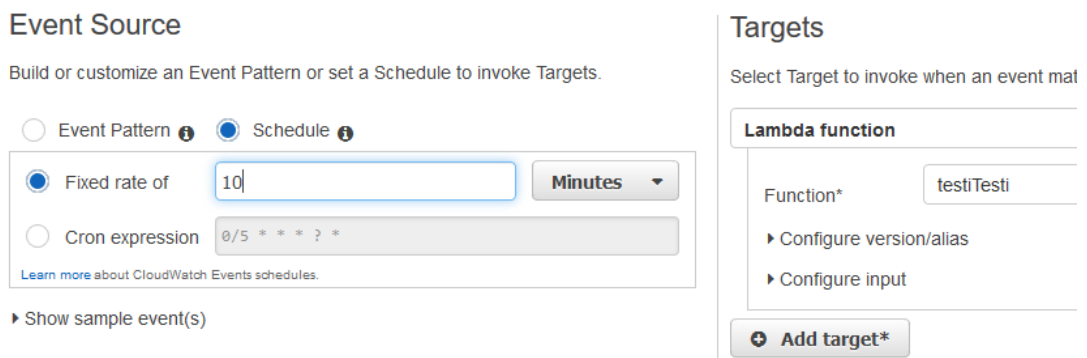 Event Source
Build or customize an Event Pattern or set a Schedule to invoke Targets.
Event Pattern Schedule
Fixed rate of 10 Minutes
Cron expression 0/5 * * * ? *
Learn more about CloudWatch Events schedules.
Show sample event(s)
Targets
Select Target to invoke when an event mat
Lambda function
Function* testiTesti
Configure version/alias
Configure input
Add target*